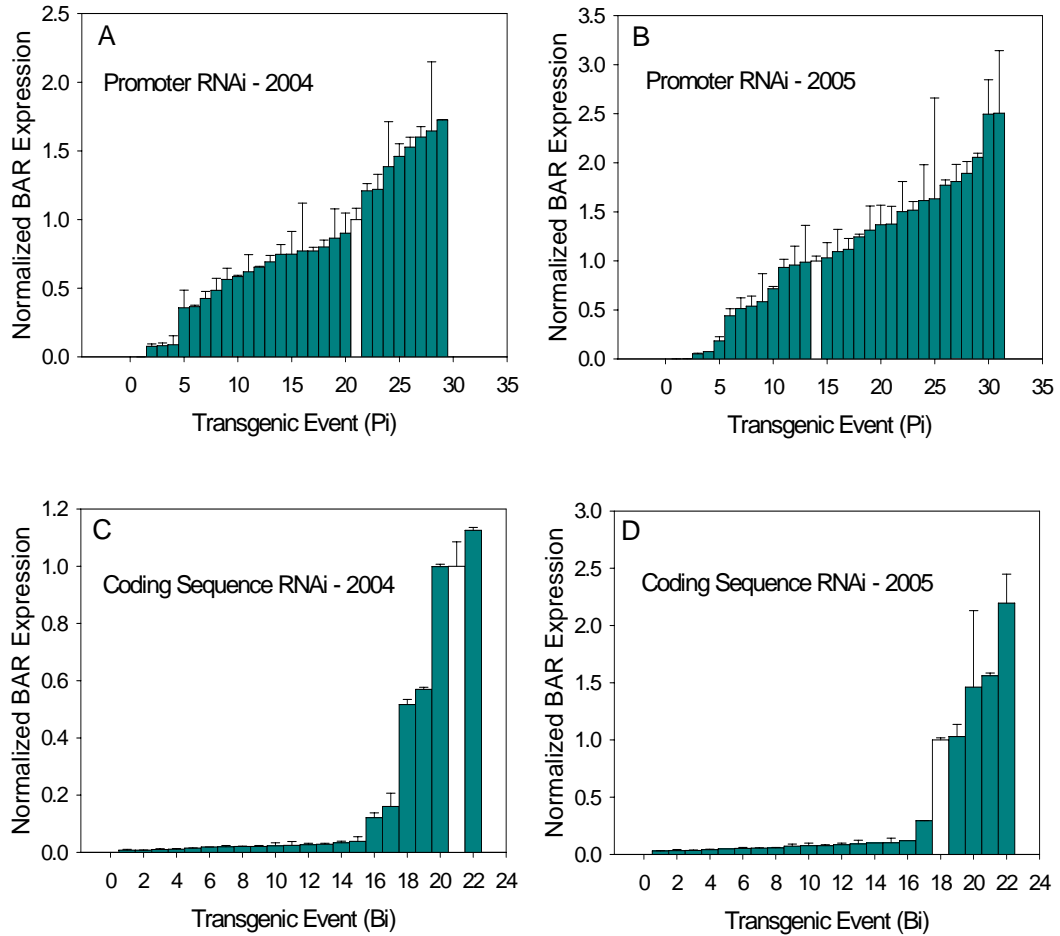 A
Promoter RNAi - 2004
Normalized BAR Expression
2.5
2.0
1.5
1.0
0.5
0.0
0 5 10 15 20 25 30 35
Transgenic Event (Pi)
B
Promoter RNAi - 2005
Normalized BAR Expression
3.5
3.0
2.5
2.0
1.5
1.0
0.5
0.0
0 5 10 15 20 25 30 35
Transgenic Event (Pi)
C
Coding Sequence RNAi - 2004
Normalized BAR Expression
1.2
1.0
0.8
0.6
0.4
0.2
0.0
0 2 4 6 8 10 12 14 16 18 20 22 24
Transgenic Event (Bi)
D
Coding Sequence RNAi - 2005
Normalized BAR Expression
3.0
2.5
2.0
1.5
1.0
0.5
0.0
0 2 4 6 8 10 12 14 16 18 20 22 24
Transgenic Event (Bi)